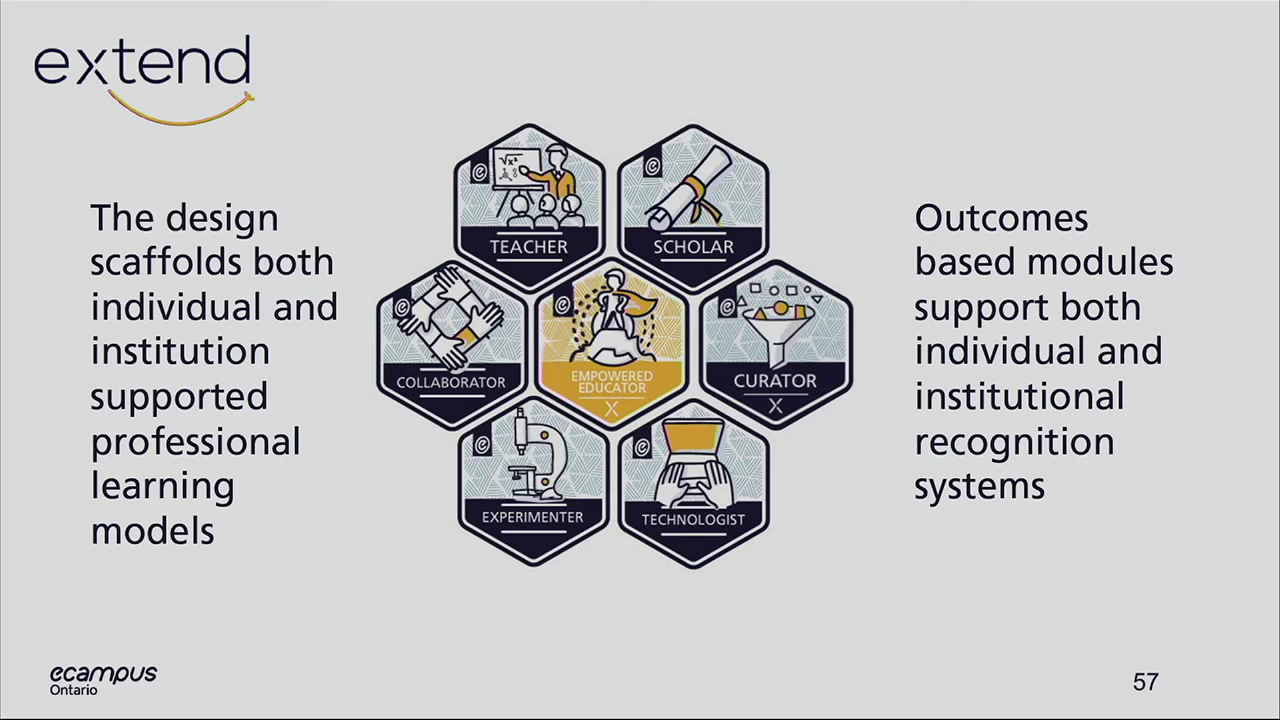 extend
The design
scaffolds both
individual and
institution
supported
professional
learning
models
TEACHER
√x²
SCHOLAR
COLLABORATOR
EMPOWERED
EDUCATOR
X
CURATOR
X
EXPERIMENTER
TECHNOLOGIST
Outcomes
based modules
support both
individual and
institutional
recognition
systems
ecampus
Ontario
57